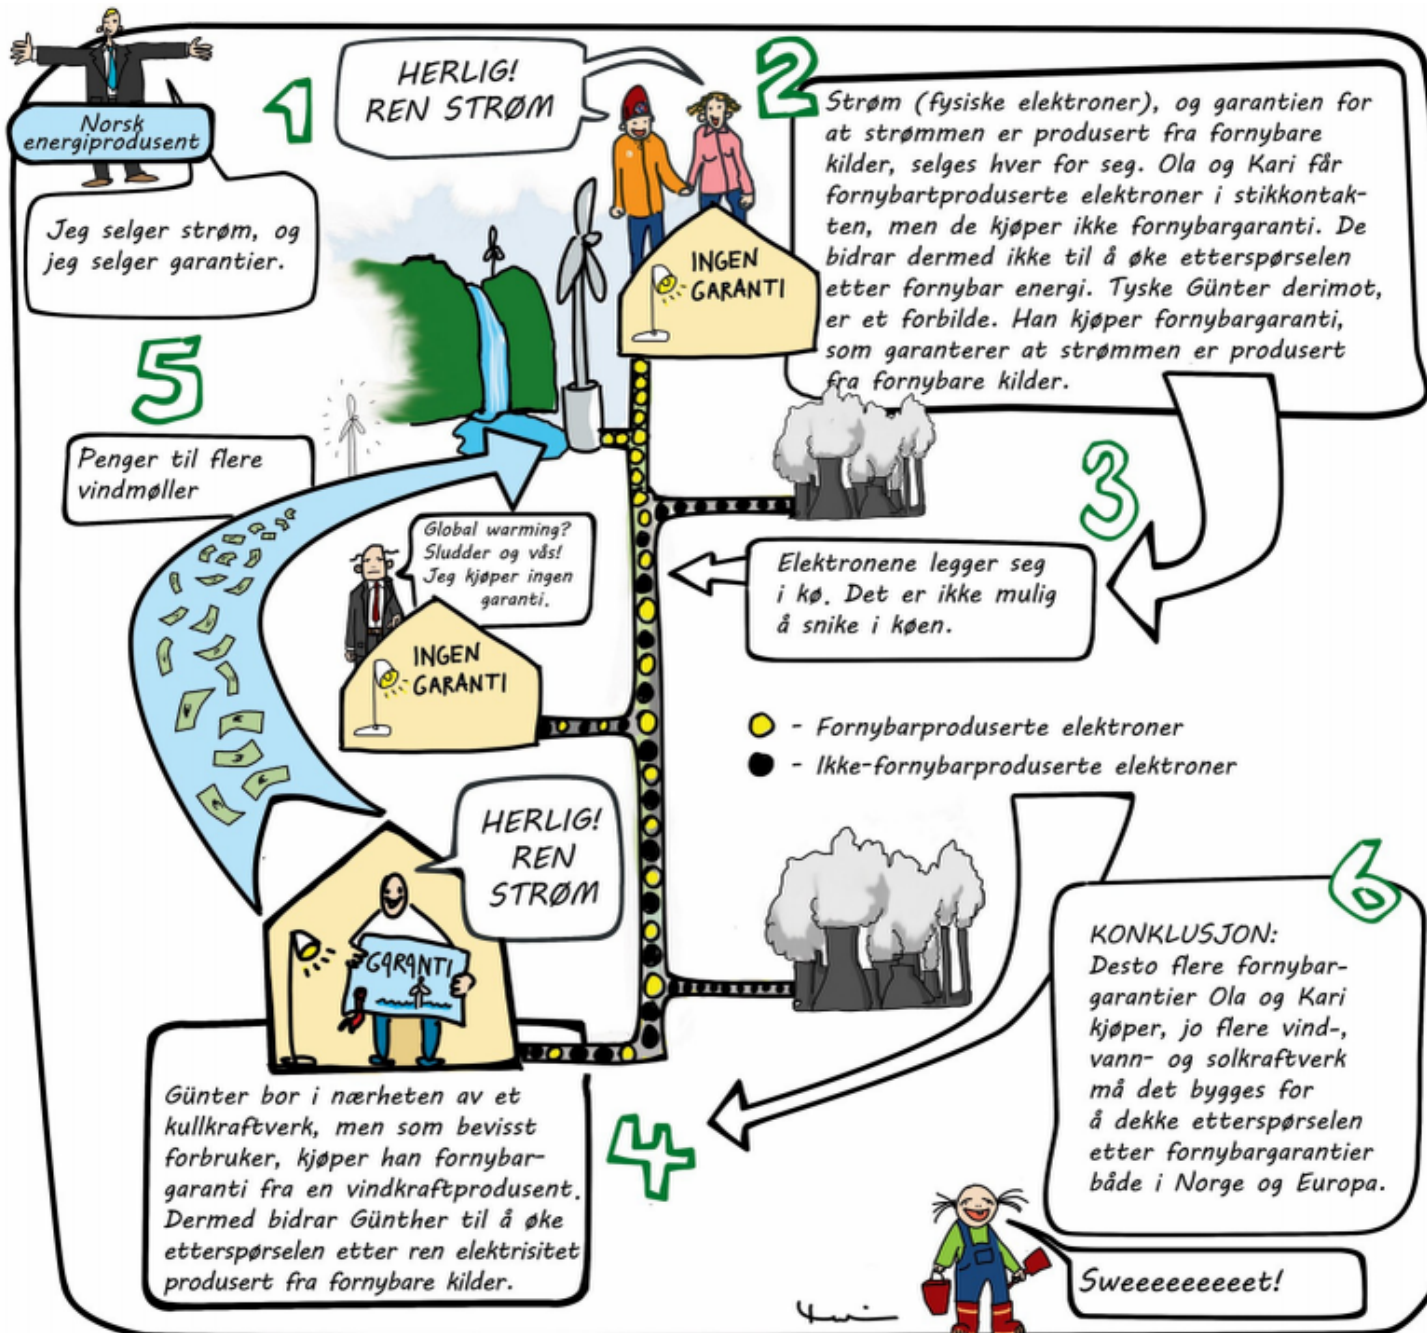 Norsk
energiprodusent
Jeg selger strøm, og
jeg selger garantier.
1
HERLIG!
REN STRØM
2
Strøm (fysiske elektroner), og garantien for
at strømmen er produsert fra fornybare
kilder, selges hver for seg. Ola og Kari får
fornybartproduserte elektroner i stikkontak-
ten, men de kjøper ikke fornybargaranti. De
bidrar dermed ikke til å øke etterspørselen
etter fornybar energi. Tyske Günter derimot,
er et forbilde. Han kjøper fornybargaranti,
som garanterer at strømmen er produsert
fra fornybare kilder.
INGEN
GARANTI
3
Elektronene legger seg
i kø. Det er ikke mulig
å snike i køen.
5
Penger til flere
vindmøller
Global warming?
Sludder og vås!
Jeg kjøper ingen
garanti.
INGEN
GARANTI
- Fornybarproduserte elektroner
- Ikke-fornybarproduserte elektroner
HERLIG!
REN
STRØM
GARANTI
4
Günter bor i nærheten av et
kullkraftverk, men som bevisst
forbruker, kjøper han fornybar-
garanti fra en vindkraftprodusent.
Dermed bidrar Günther til å øke
etterspørselen etter ren elektrisitet
produsert fra fornybare kilder.
6
KONKLUSJON:
Desto flere fornybar-
garantier Ola og Kari
kjøper, jo flere vind-,
vann- og solkraftverk
må det bygges for
å dekke etterspørselen
etter fornybargarantier
både i Norge og Europa.
Sweeeeeeeeet!